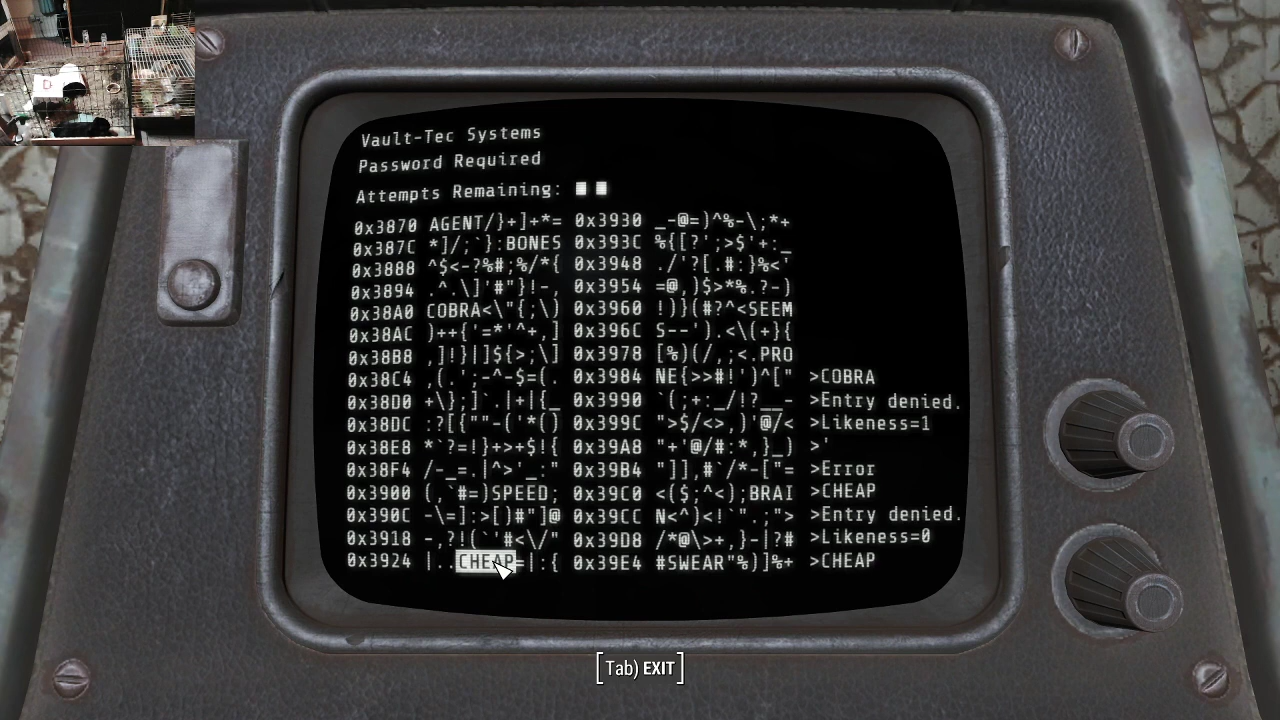 Vault-Tec Systems
Password Required
Attempts Remaining: ■ ■
0x3870 AGENT/}+]+*= 0x3930 _-@=)^%-\;*+
0x387C *]/;`}:BONES 0x393C %{[?';>$'+:_
0x3888 ^$<-?%#;%/*{ 0x3948 ./'?[.#:}%<`
0x3894 .^.\]'#"}!-, 0x3954 =@,)$>*%.?-)
0x38A0 COBRA<\"{;\) 0x3960 !)}(#?^<SEEM
0x38AC )++{'=*'^+,] 0x396C S--').<\(+}{
0x38B8 ,]!}|]${>;\] 0x3978 [%)(/,;<.PRO
0x38C4 ,(.';-^-$=(. 0x3984 NE{>>#!')^[" >COBRA
0x38D0 +\};]`.|+|{_ 0x3990 `(;+:_/!?__- >Entry denied.
0x38DC :?[{""-('*() 0x399C ">$/<>,)'@/< >Likeness=1
0x38E8 *`?=!}+>+$!{ 0x39A8 "+'@/#:*,}_) >'
0x38F4 /-_=.|^>'_:" 0x39B4 "]],#`/*-["= >Error
0x3900 (,`#=)SPEED; 0x39C0 <($;^<);BRAI >CHEAP
0x390C -\=]:>[)#"]@ 0x39CC N<^)<!`".;"> >Entry denied.
0x3918 -,?!(`'#<\/" 0x39D8 /*@\>+,}-|?# >Likeness=0
0x3924 |..CHEAP=|:{ 0x39E4 #SWEAR"%)]%+ >CHEAP
[Tab) EXIT]